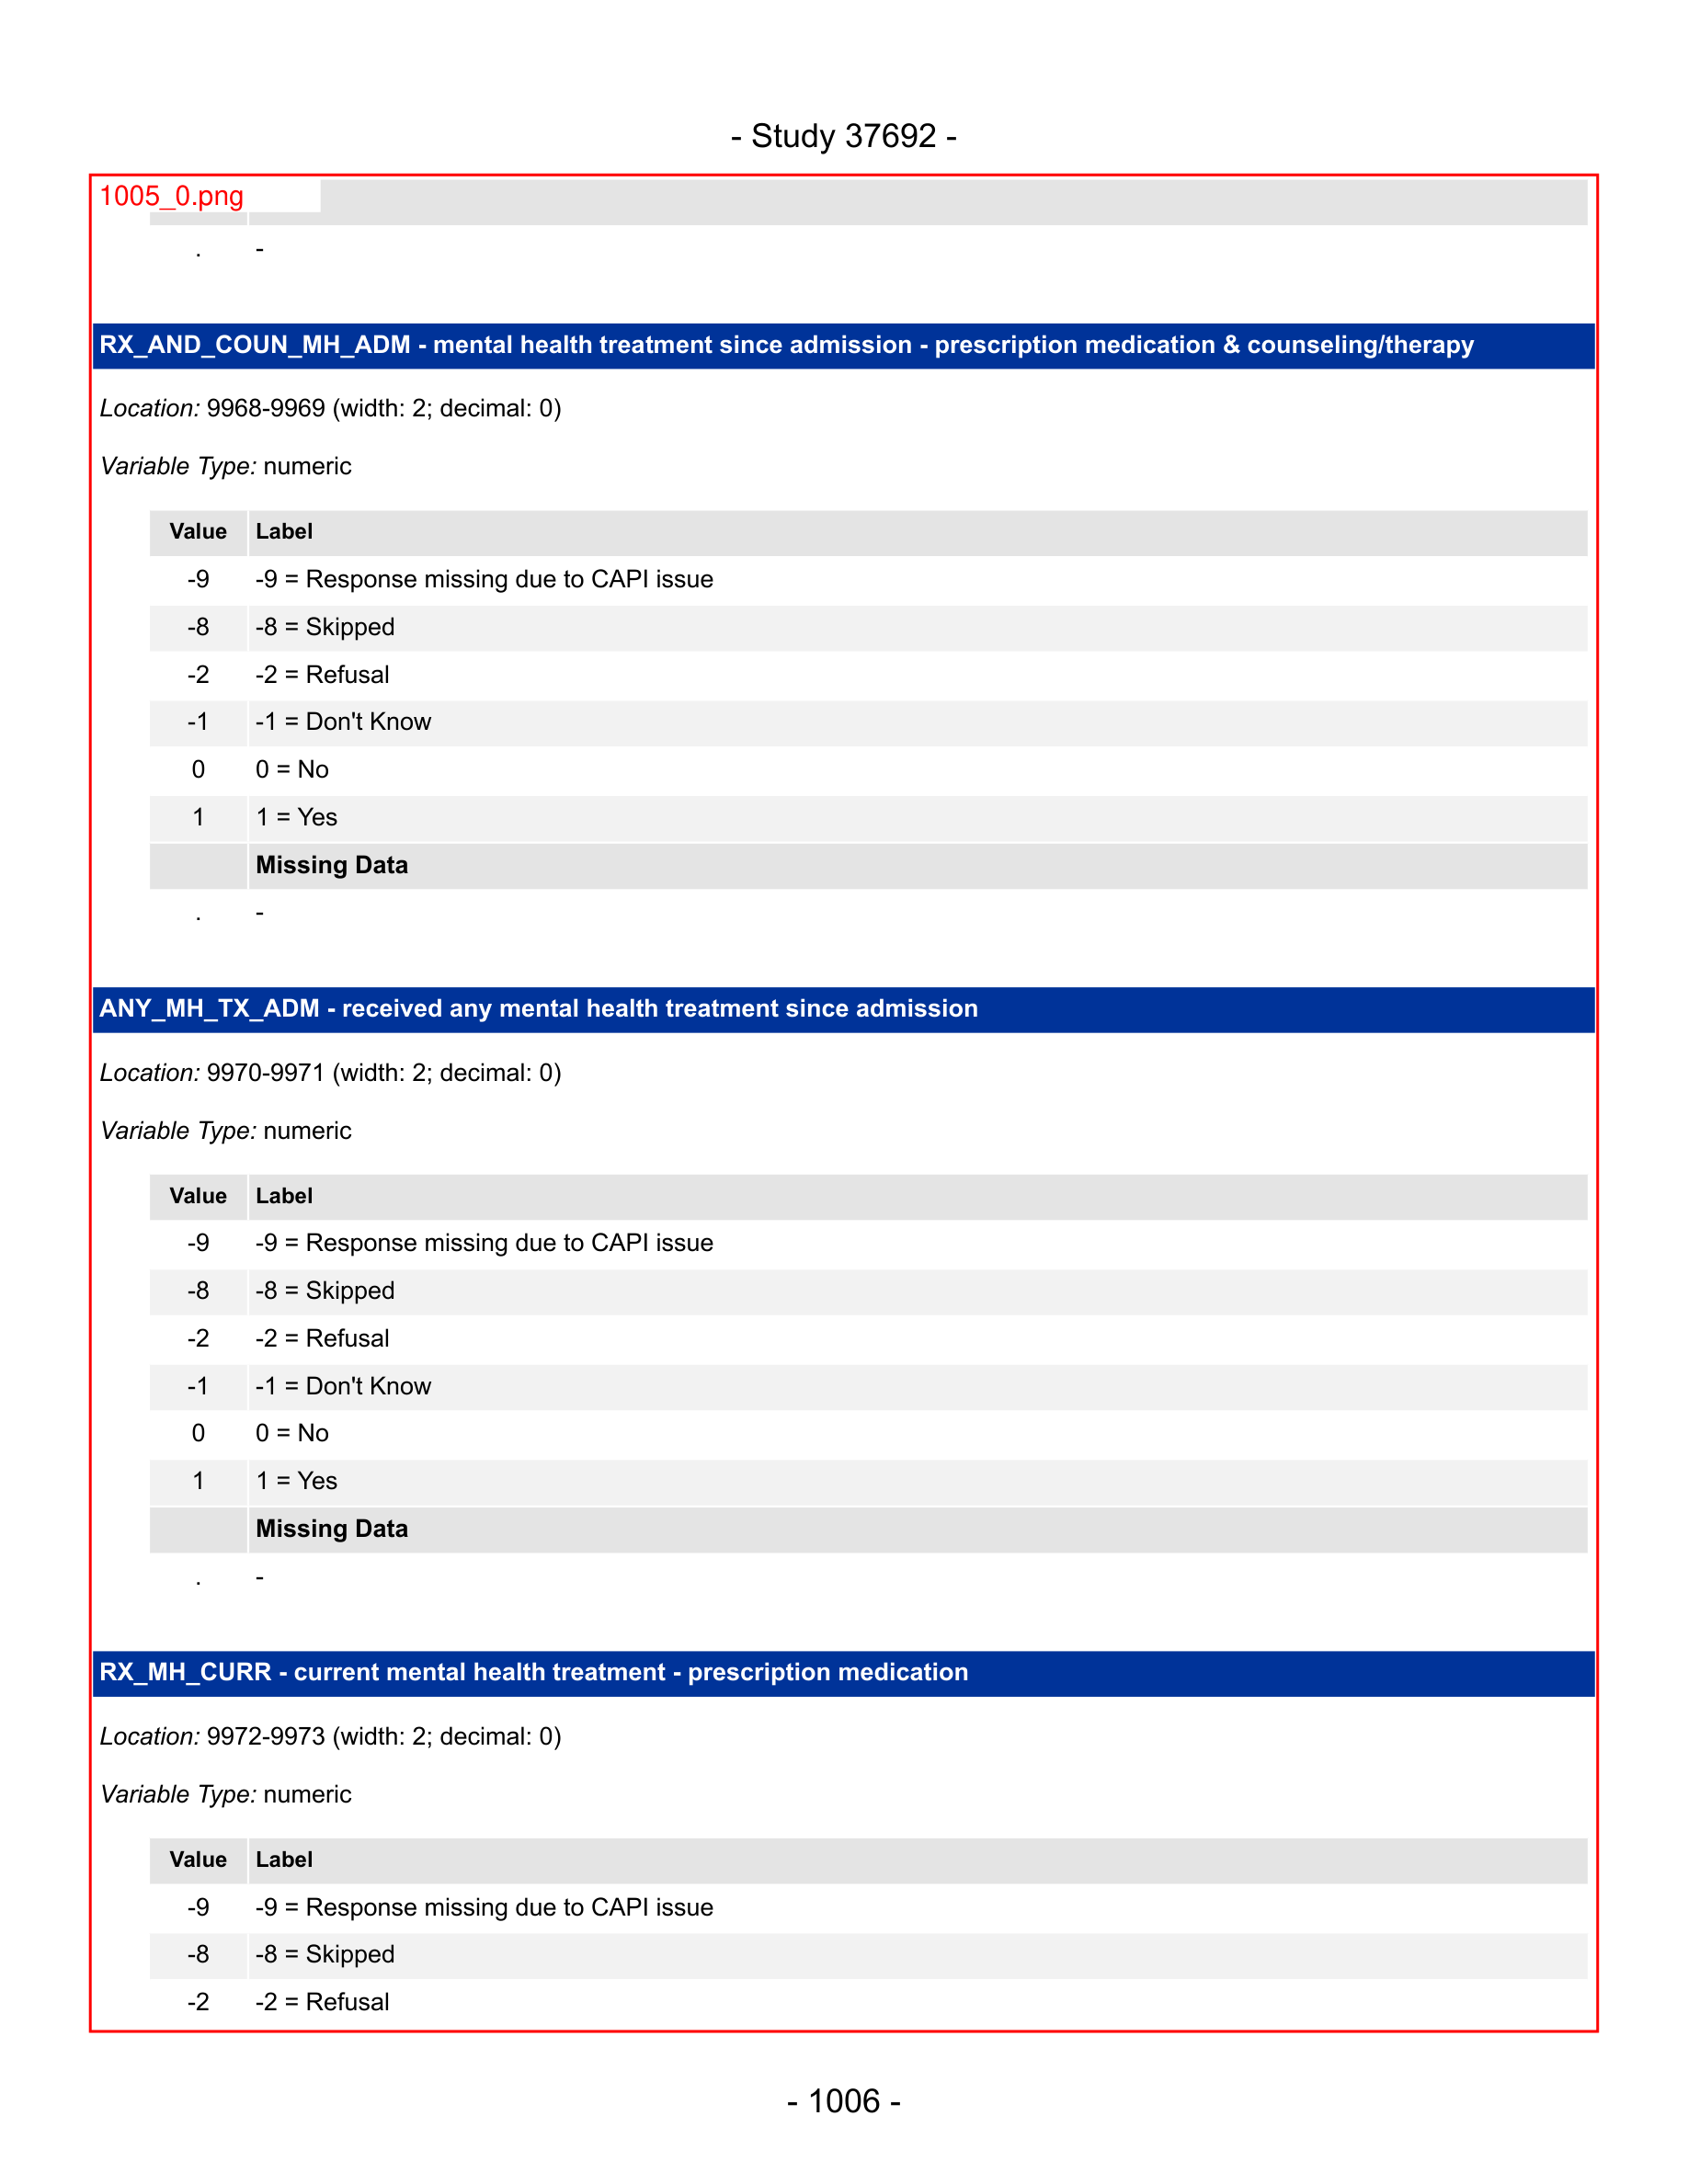 - Study 37692 -
1005_0.png
. -
RX_AND_COUN_MH_ADM - mental health treatment since admission - prescription medication & counseling/therapy
Location: 9968-9969 (width: 2; decimal: 0)
Variable Type: numeric
Value Label
-9 -9 = Response missing due to CAPI issue
-8 -8 = Skipped
-2 -2 = Refusal
-1 -1 = Don't Know
0 0 = No
1 1 = Yes
Missing Data
. -
ANY_MH_TX_ADM - received any mental health treatment since admission
Location: 9970-9971 (width: 2; decimal: 0)
Variable Type: numeric
Value Label
-9 -9 = Response missing due to CAPI issue
-8 -8 = Skipped
-2 -2 = Refusal
-1 -1 = Don't Know
0 0 = No
1 1 = Yes
Missing Data
. -
RX_MH_CURR - current mental health treatment - prescription medication
Location: 9972-9973 (width: 2; decimal: 0)
Variable Type: numeric
Value Label
-9 -9 = Response missing due to CAPI issue
-8 -8 = Skipped
-2 -2 = Refusal
- 1006 -